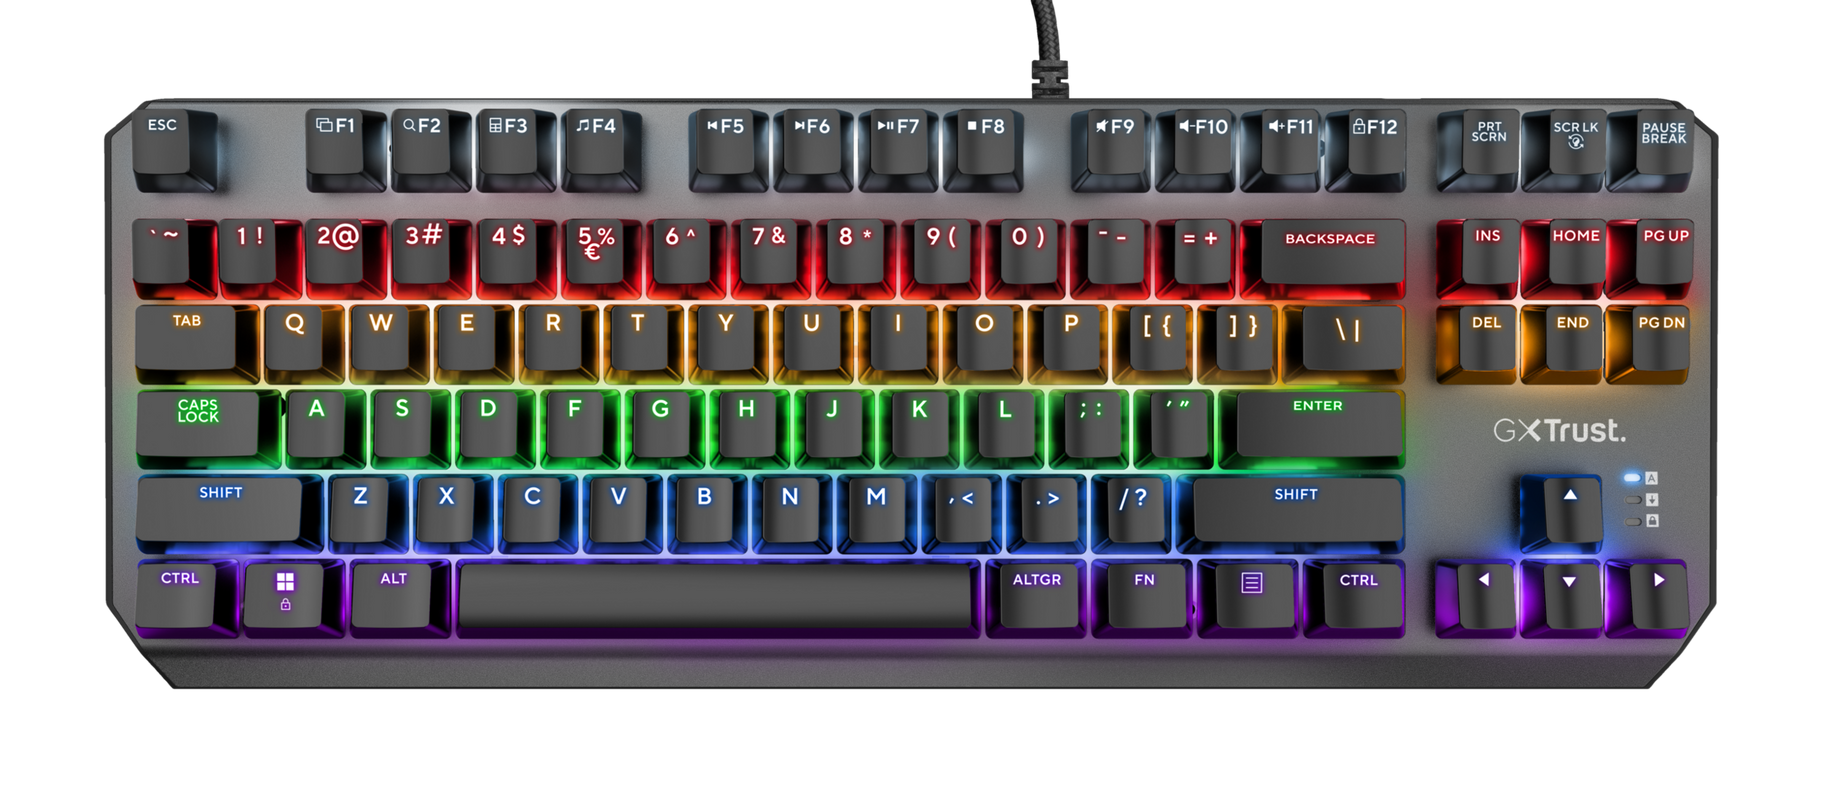 ESC F1 F2 F3 F4 F5 F6 F7 F8 F9 F10 F11 F12 PRT SCRN SCR LK PAUSE BREAK
` ~ 1 ! 2@ 3# 4 $ 5 % € 6 ^ 7 & 8 * 9 ( 0 ) - - = + BACKSPACE INS HOME PG UP
TAB Q W E R T Y U I O P [ { ] } \ | DEL END PG DN
CAPS LOCK A S D F G H J K L ; : ' " ENTER
GXTrust.
SHIFT Z X C V B N M , < . > / ? SHIFT A
CTRL ALT ALTGR FN CTRL